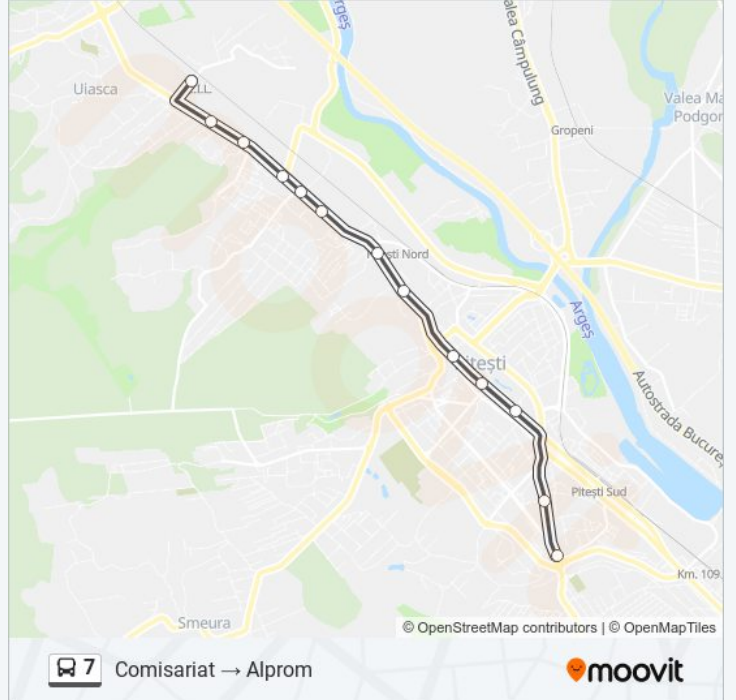 Argeș
Valea Câmpulung
Uiasca
Valea Ma
Podgor
Gropeni
Nord
Argeș
Pitești
Autostrada Bucureș
Pitești Sud
Km. 109
Smeura
© OpenStreetMap contributors | © OpenMapTiles
7 Comisariat → Alprom
moovit